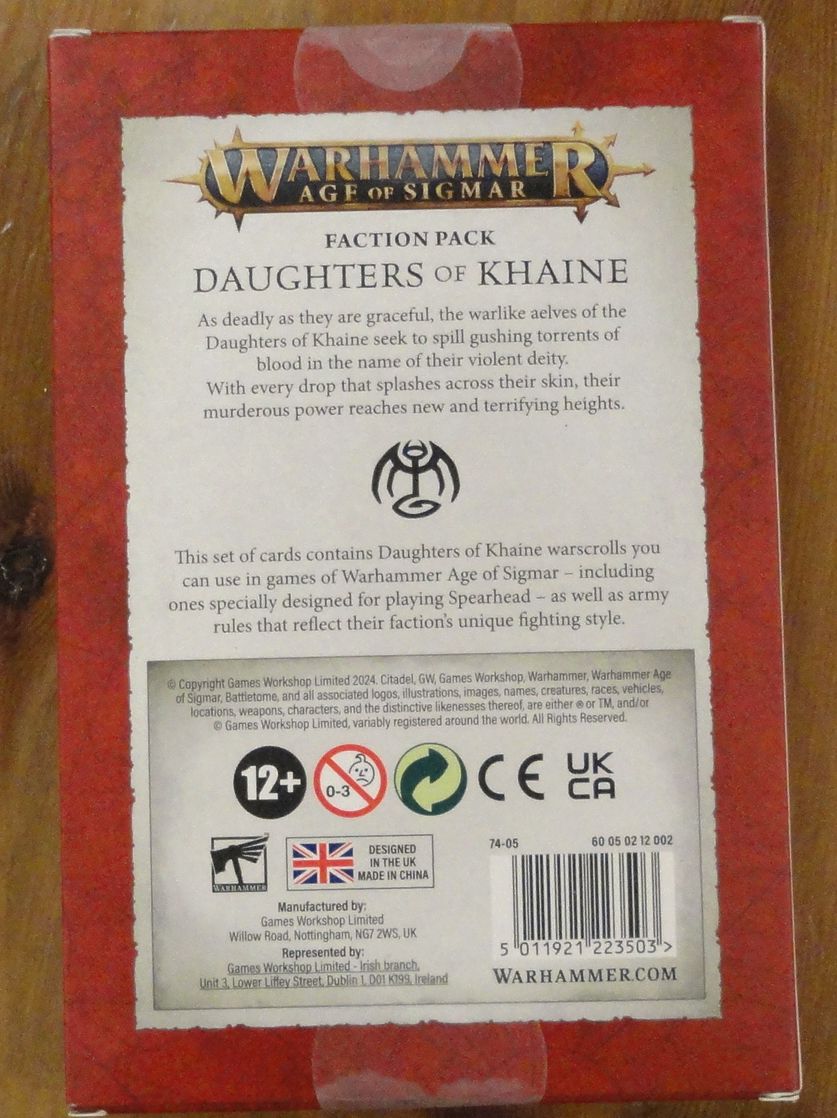 WARHAMMER
AGE OF SIGMAR
FACTION PACK
DAUGHTERS OF KHAINE
As deadly as they are graceful, the warlike aelves of the
Daughters of Khaine seek to spill gushing torrents of
blood in the name of their violent deity.
With every drop that splashes across their skin, their
murderous power reaches new and terrifying heights.
This set of cards contains Daughters of Khaine warscrolls you
can use in games of Warhammer Age of Sigmar – including
ones specially designed for playing Spearhead – as well as army
rules that reflect their faction's unique fighting style.
© Copyright Games Workshop Limited 2024. Citadel, GW, Games Workshop, Warhammer, Warhammer Age
of Sigmar, Battletome, and all associated logos, illustrations, images, names, creatures, races, vehicles,
locations, weapons, characters, and the distinctive likenesses thereof, are either ® or TM, and/or
© Games Workshop Limited, variably registered around the world. All Rights Reserved.
12+
0-3
CE
UK
CA
WARHAMMER
DESIGNED
IN THE UK
MADE IN CHINA
Manufactured by:
Games Workshop Limited
Willow Road, Nottingham, NG7 2WS, UK
Represented by:
Games Workshop Limited - Irish branch,
Unit 3, Lower Liffey Street, Dublin 1, D01 K199, Ireland
74-05 60 05 02 12 002
5 011921 223503 >
WARHAMMER.COM